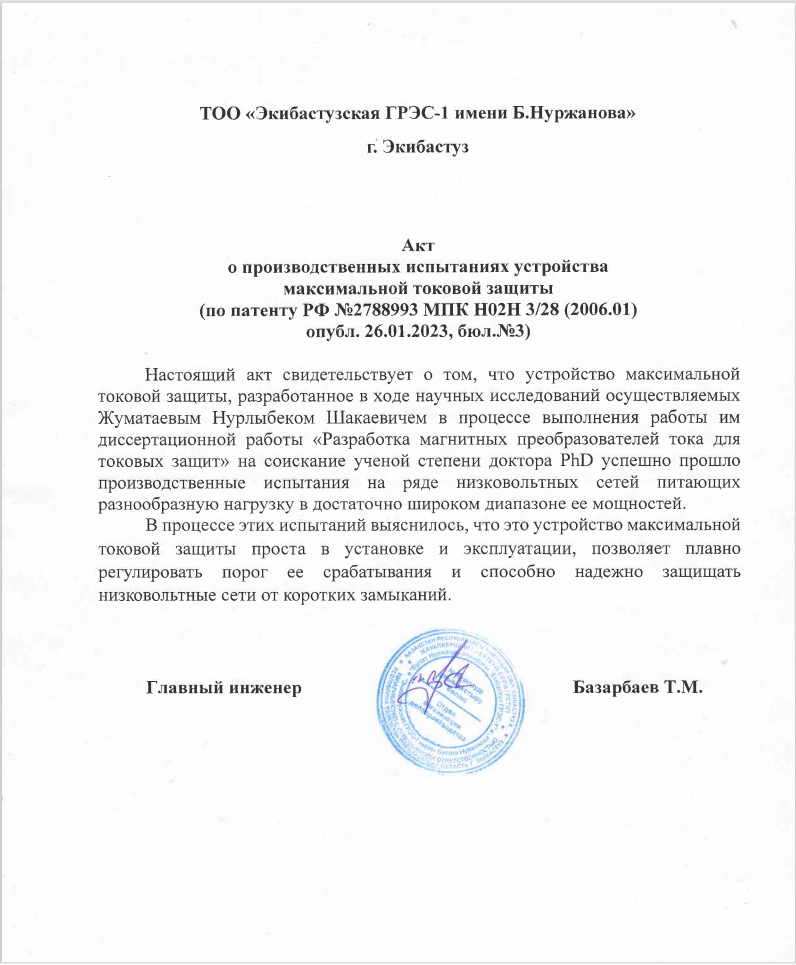 ТОО «Экибастузская ГРЭС-1 имени Б.Нуржанова»
г. Экибастуз
Акт
о производственных испытаниях устройства
максимальной токовой защиты
(по патенту РФ №2788993 МПК Н02Н 3/28 (2006.01)
опубл. 26.01.2023, бюл.№3)
Настоящий акт свидетельствует о том, что устройство максимальной
токовой защиты, разработанное в ходе научных исследований осуществляемых
Жуматаевым Нурлыбеком Шакаевичем в процессе выполнения работы им
диссертационной работы «Разработка магнитных преобразователей тока для
токовых защит» на соискание ученой степени доктора PhD успешно прошло
производственные испытания на ряде низковольтных сетей питающих
разнообразную нагрузку в достаточно широком диапазоне ее мощностей.
В процессе этих испытаний выяснилось, что это устройство максимальной
токовой защиты проста в установке и эксплуатации, позволяет плавно
регулировать порог ее срабатывания и способно надежно защищать
низковольтные сети от коротких замыканий.
Главный инженер
Базарбаев Т.М.
Отдел
документации
делопроизводства